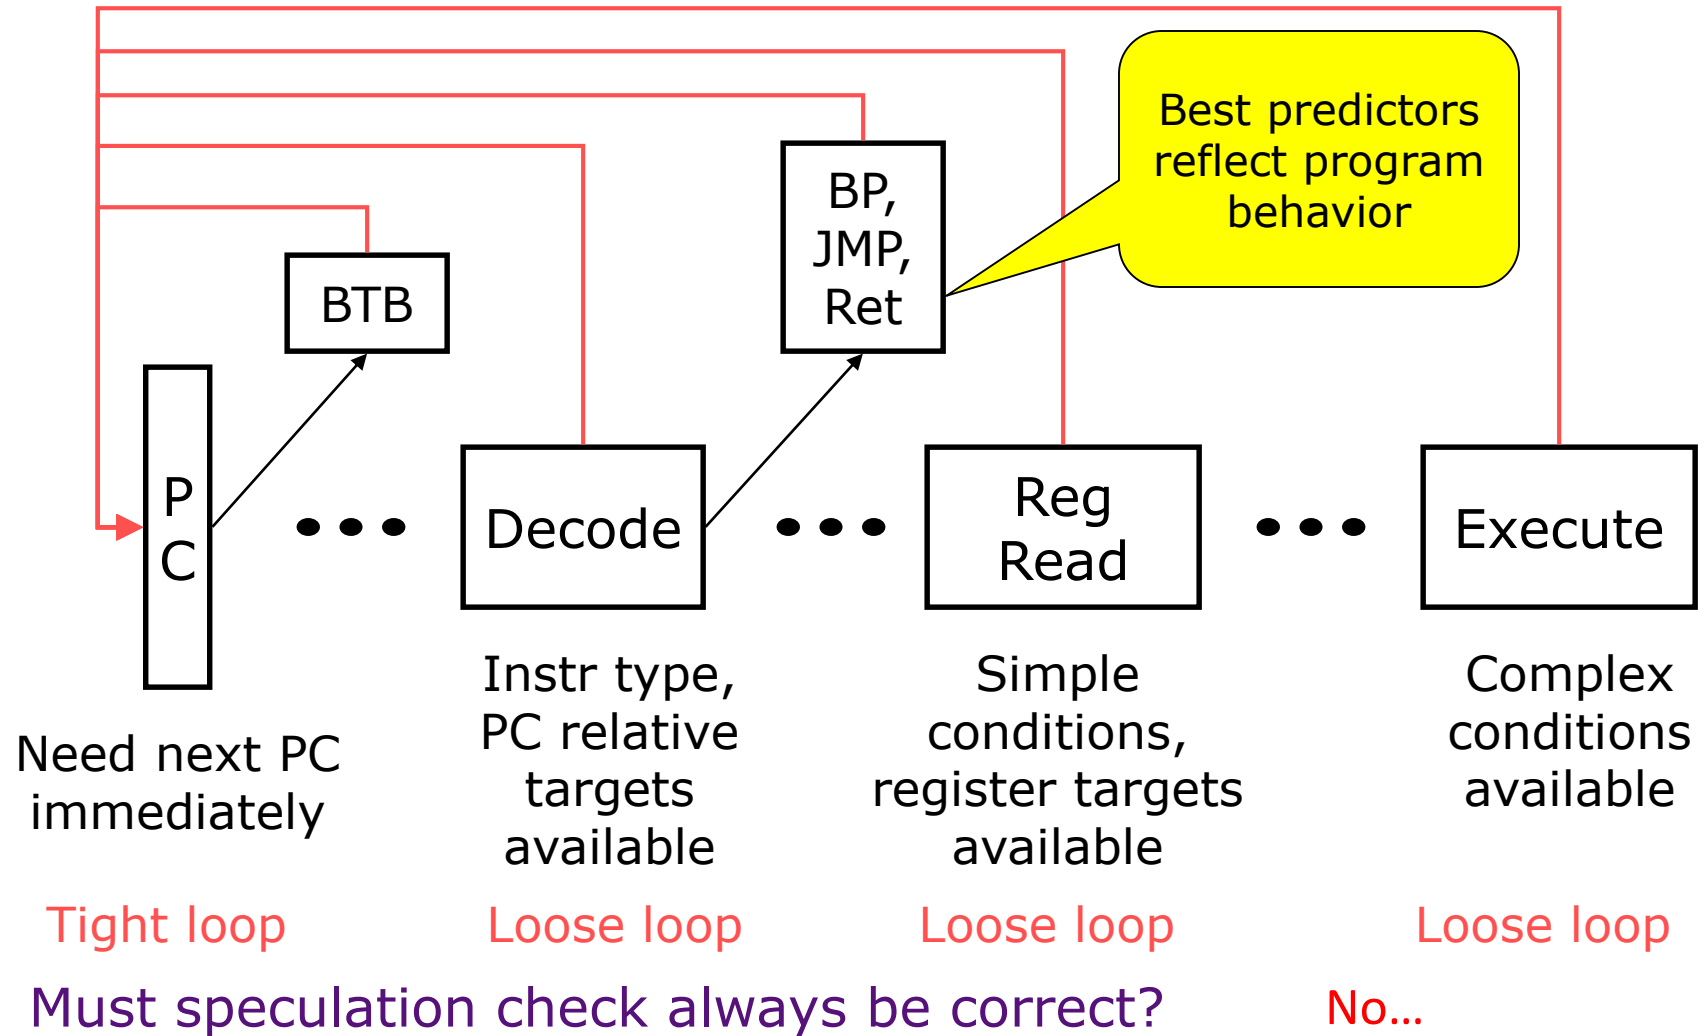 Best predictors
reflect program
behavior
BP,
JMP,
Ret
BTB
P
C
Decode
Reg
Read
Execute
Need next PC
immediately
Instr type,
PC relative
targets
available
Simple
conditions,
register targets
available
Complex
conditions
available
Tight loop
Loose loop
Loose loop
Loose loop
Must speculation check always be correct?
No…